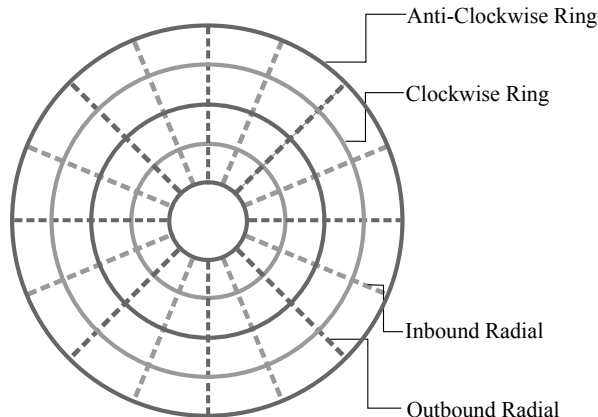 Anti-Clockwise Ring
Clockwise Ring
Inbound Radial
Outbound Radial